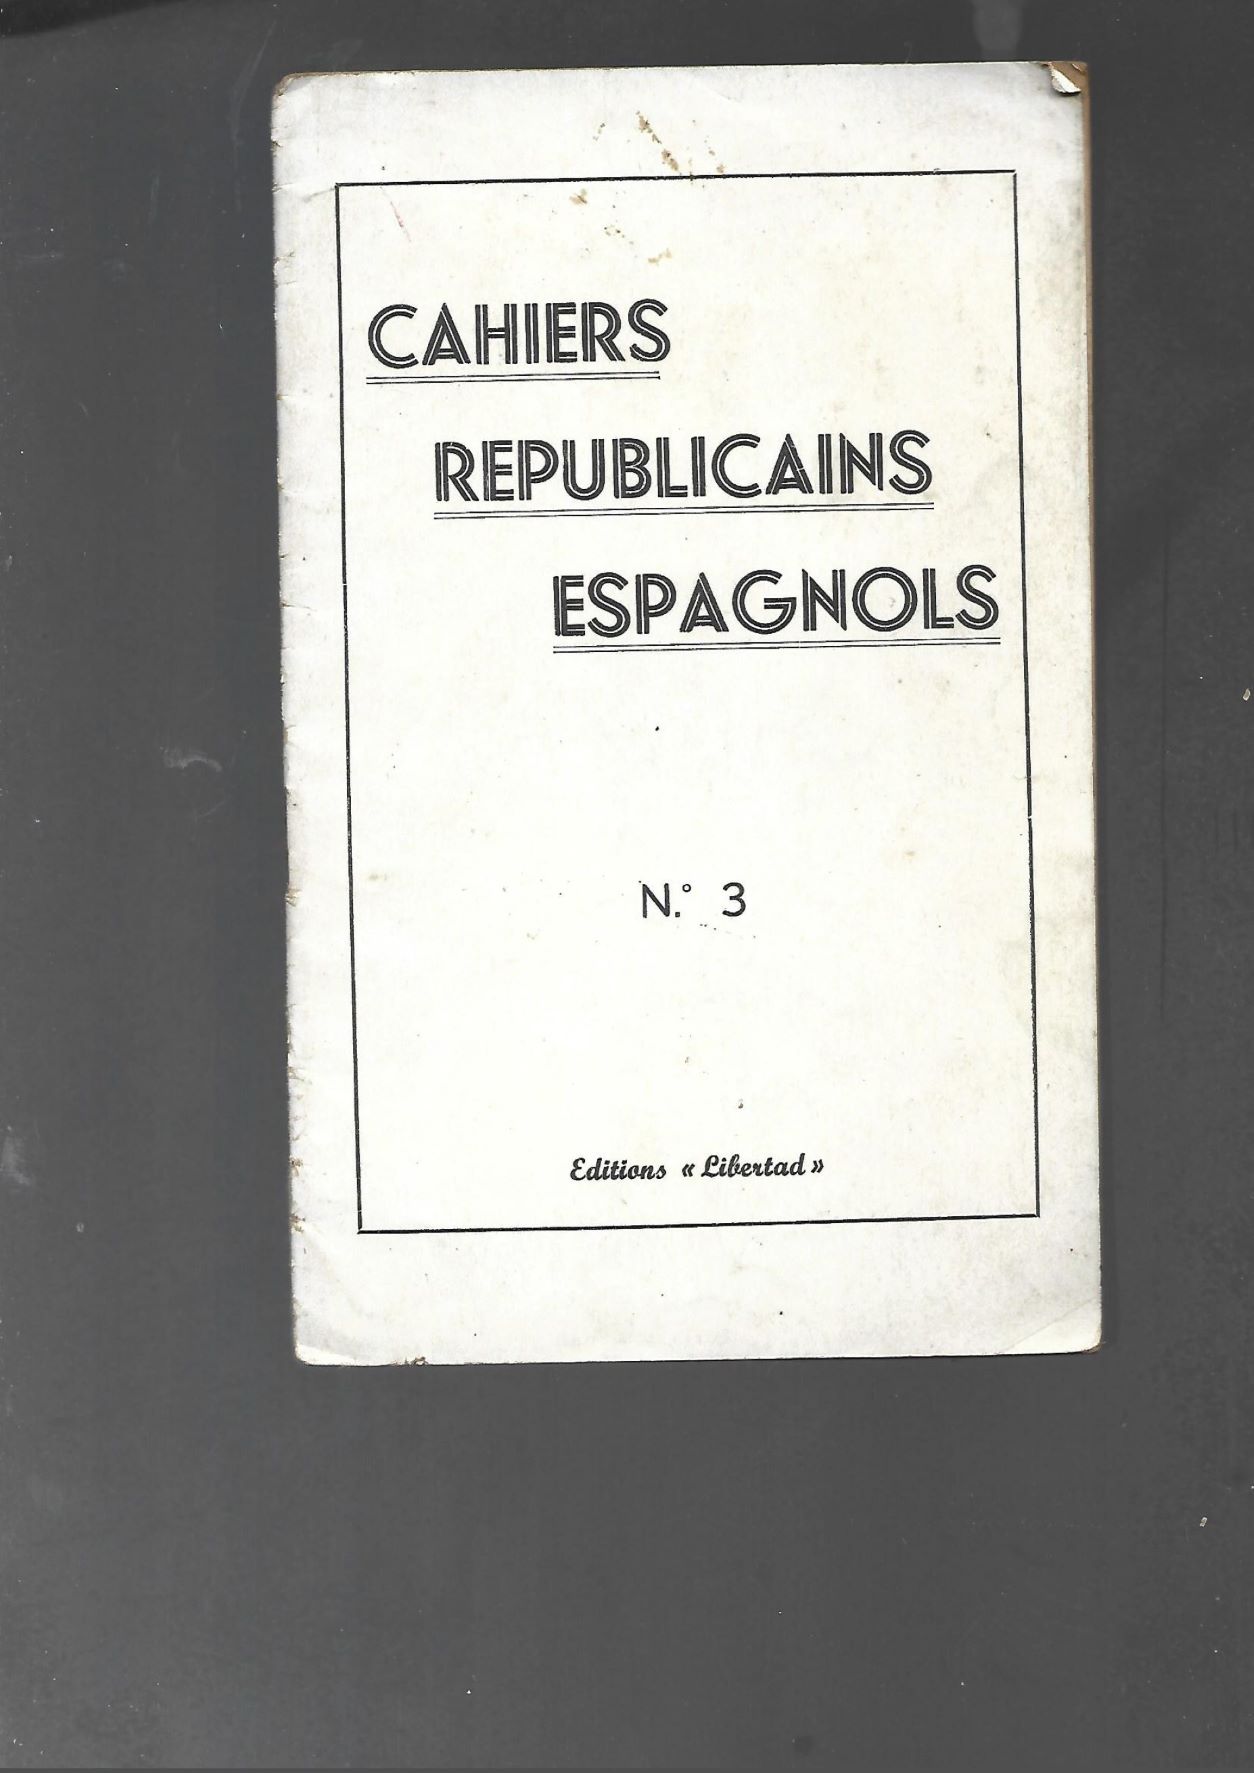 CAHIERS
REPUBLICAINS
ESPAGNOLS
N.° 3
Editions « Libertad »